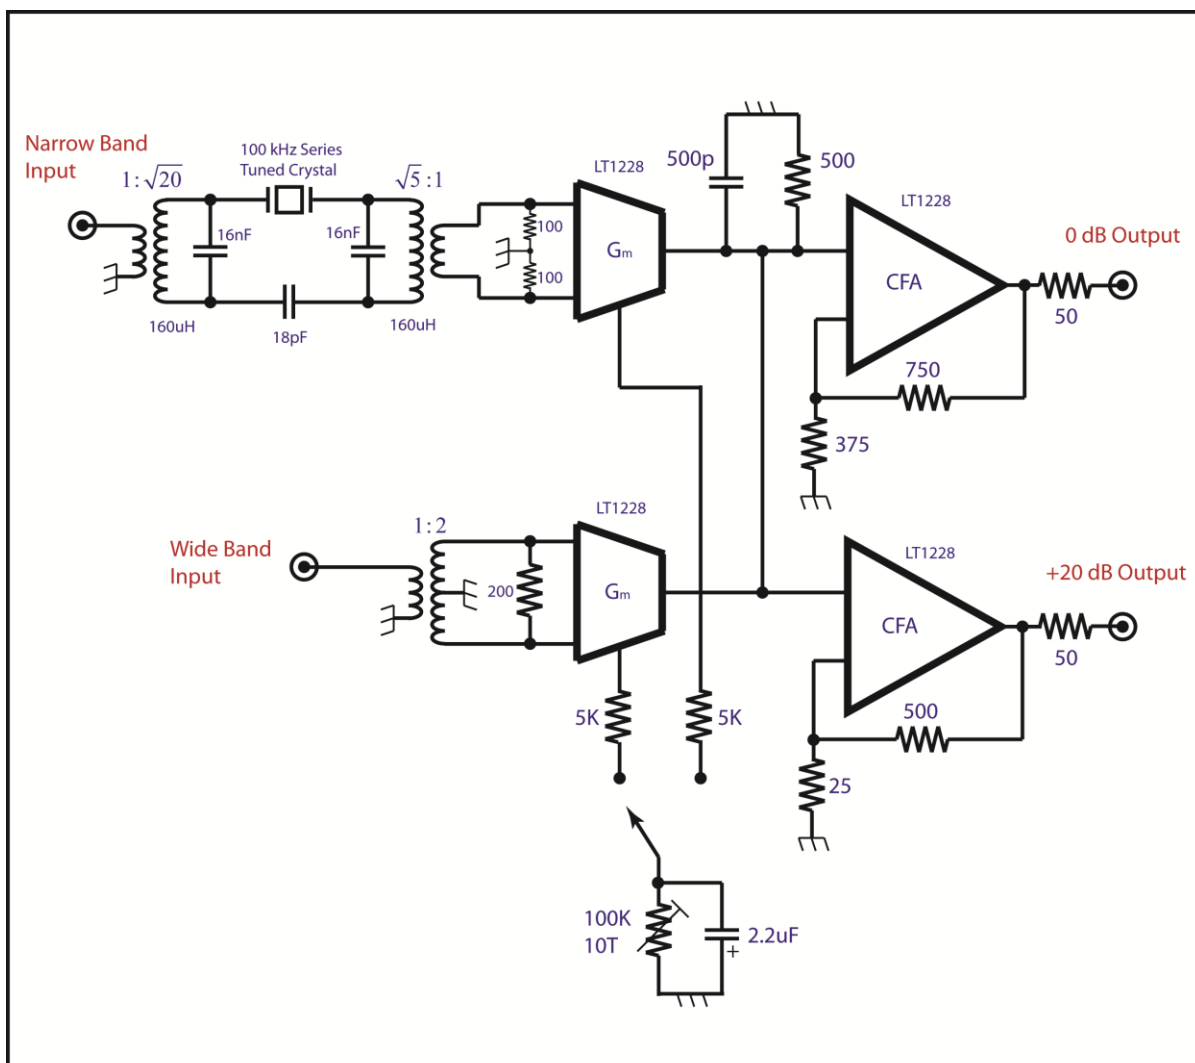 Narrow Band
Input
1:√20
100 kHz Series
Tuned Crystal
√5:1
16nF
16nF
160uH
18pF
160uH
100
100
LT1228
Gm
500p
500
LT1228
CFA
0 dB Output
50
750
375
Wide Band
Input
1:2
200
LT1228
Gm
5K
5K
LT1228
CFA
+20 dB Output
50
500
25
100K
10T
2.2uF
+